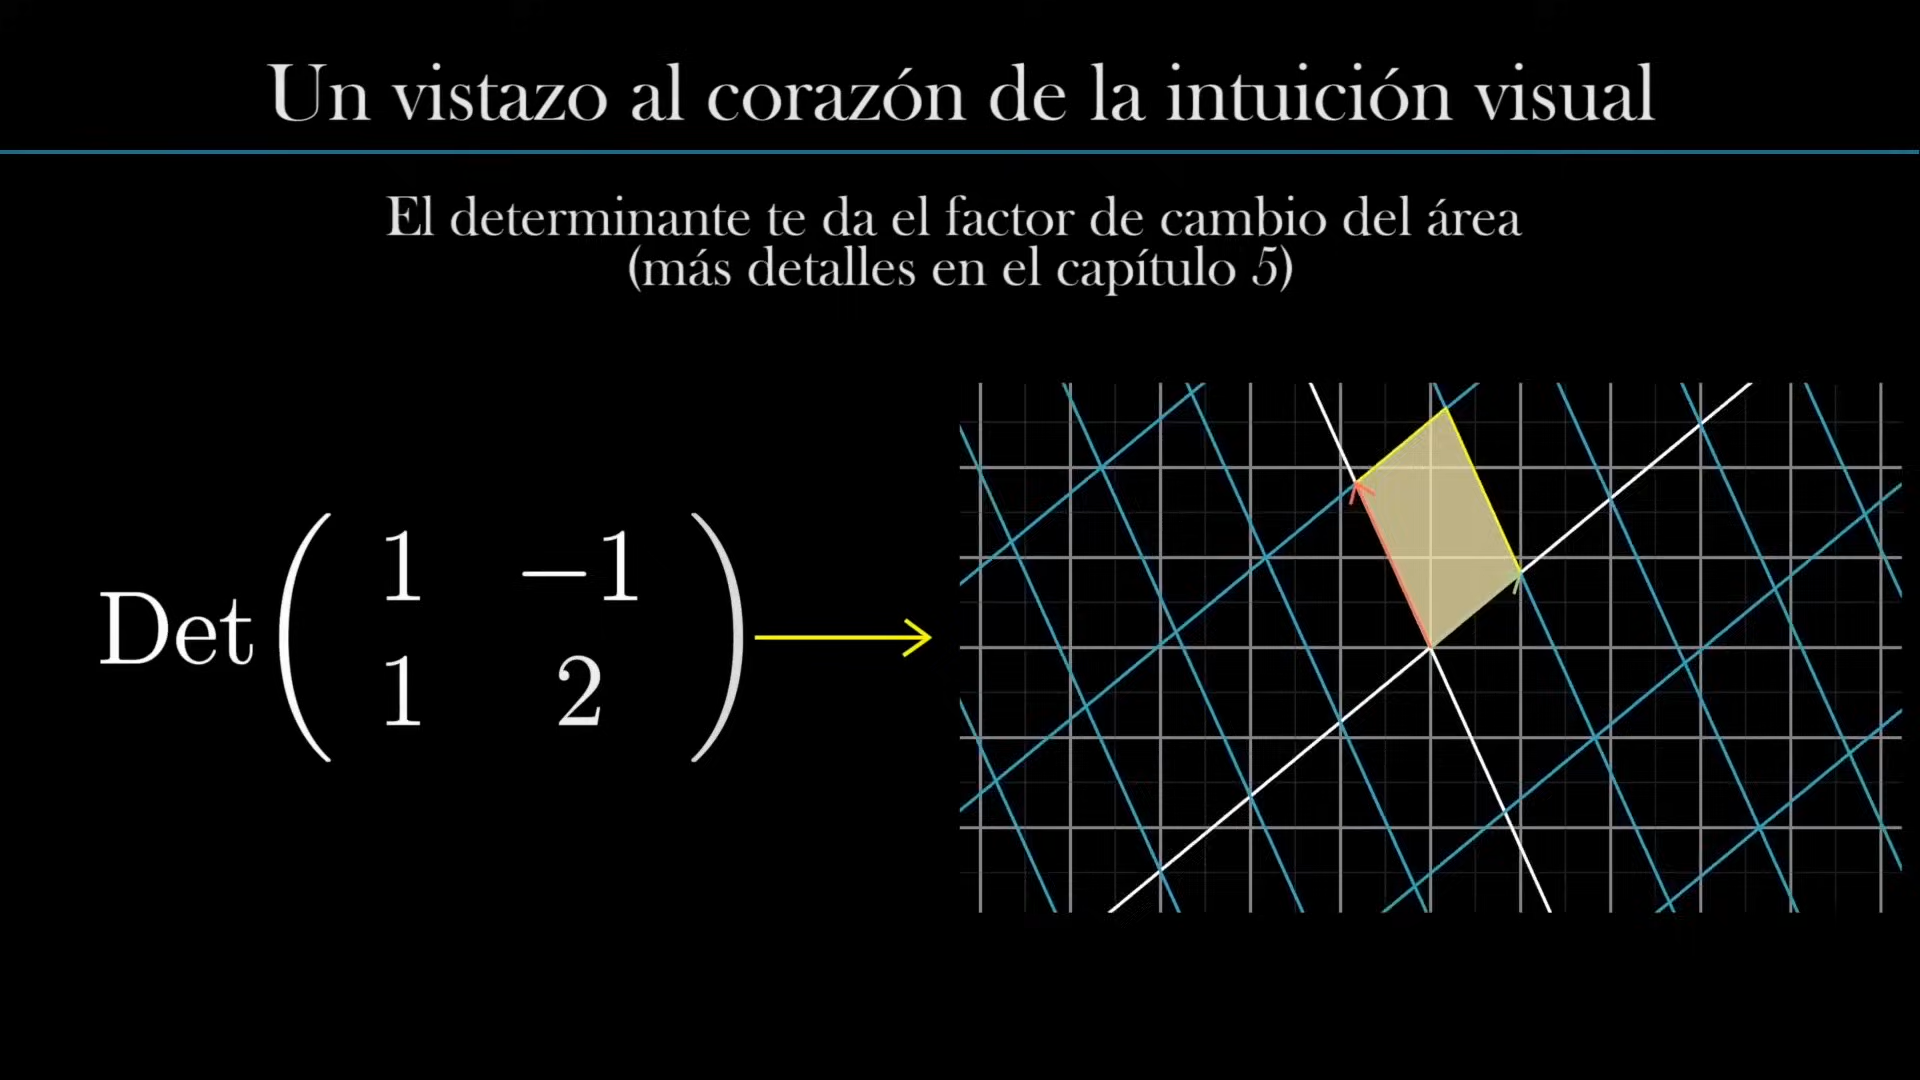 Un vistazo al corazón de la intuición visual
El determinante te da el factor de cambio del área
(más detalles en el capítulo 5)
Det ( 1 −1
1 2 )